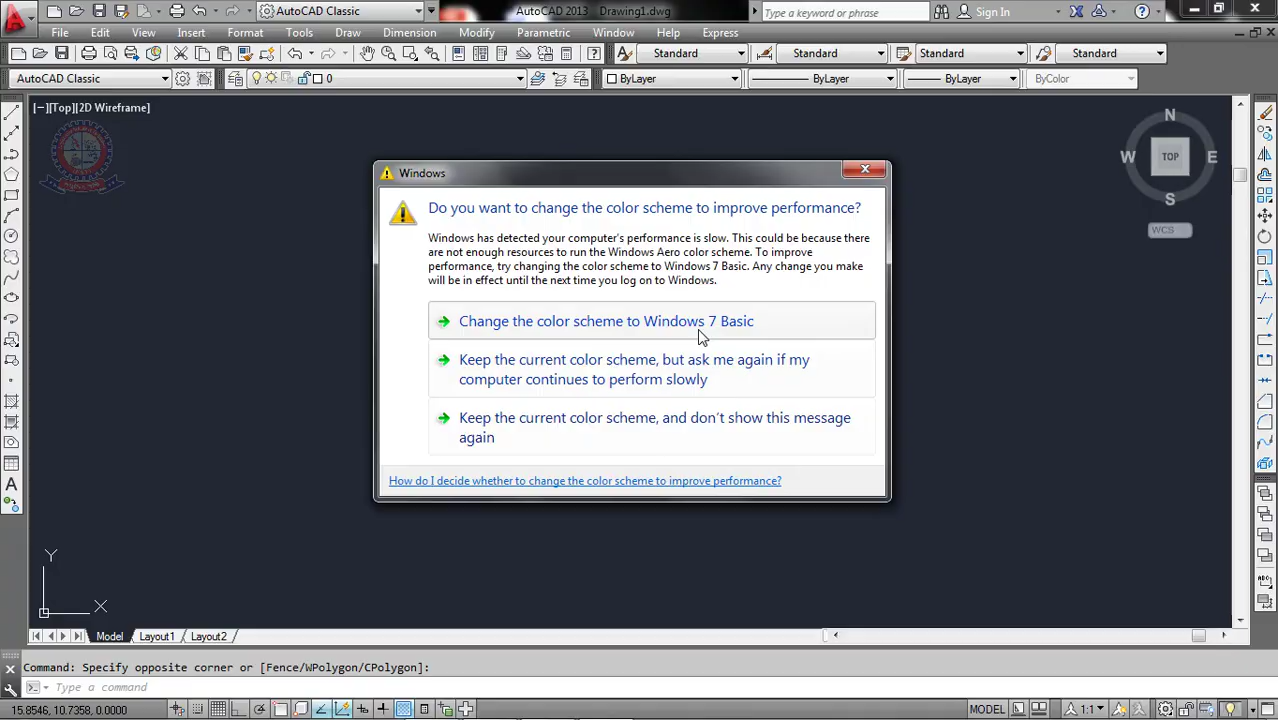 AutoCAD Classic
AutoCAD 2013 Drawing1.dwg
Type a keyword or phrase
Sign In
File Edit View Insert Format Tools Draw Dimension Modify Parametric Window Help Express
Standard Standard Standard Standard
AutoCAD Classic
0
ByLayer ByLayer ByLayer ByColor
[−][Top][2D Wireframe]
N
W TOP E
S
WCS
Windows
Do you want to change the color scheme to improve performance?
Windows has detected your computer's performance is slow. This could be because there
are not enough resources to run the Windows Aero color scheme. To improve
performance, try changing the color scheme to Windows 7 Basic. Any change you make
will be in effect until the next time you log on to Windows.
Change the color scheme to Windows 7 Basic
Keep the current color scheme, but ask me again if my
computer continues to perform slowly
Keep the current color scheme, and don't show this message
again
How do I decide whether to change the color scheme to improve performance?
A
Y
X
Model Layout1 Layout2
Command: Specify opposite corner or [Fence/WPolygon/CPolygon]:
Type a command
15.8546, 10.7358, 0.0000
MODEL
1:1